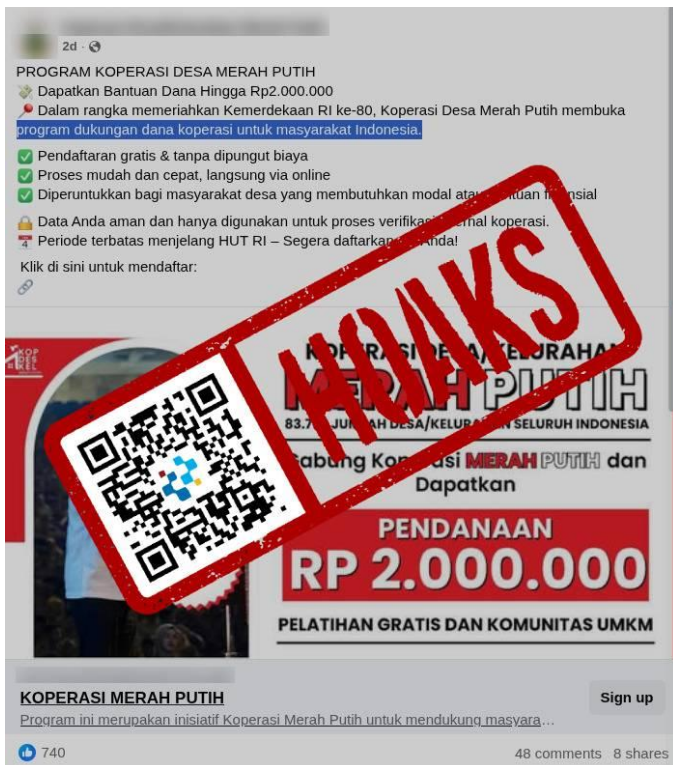 2d
PROGRAM KOPERASI DESA MERAH PUTIH
💸 Dapatkan Bantuan Dana Hingga Rp2.000.000
📍 Dalam rangka memeriahkan Kemerdekaan RI ke-80, Koperasi Desa Merah Putih membuka
program dukungan dana koperasi untuk masyarakat Indonesia.
✅ Pendaftaran gratis & tanpa dipungut biaya
✅ Proses mudah dan cepat, langsung via online
✅ Diperuntukkan bagi masyarakat desa yang membutuhkan modal
🔒 Data Anda aman dan hanya digunakan untuk proses verifikasi koperasi.
📅 Periode terbatas menjelang HUT RI – Segera daftarkan
Klik di sini untuk mendaftar:
🔗
HOAKS
KOP
DES
KEL
KOPERASI DESA/KELURAHAN
MERAH PUTIH
DESA/KELURAHAN SELURUH INDONESIA
Gabung Koperasi MERAH PUTIH dan
Dapatkan
PENDANAAN
RP 2.000.000
PELATIHAN GRATIS DAN KOMUNITAS UMKM
KOPERASI MERAH PUTIH
Sign up
Program ini merupakan inisiatif Koperasi Merah Putih untuk mendukung masyara…
740
48 comments 8 shares